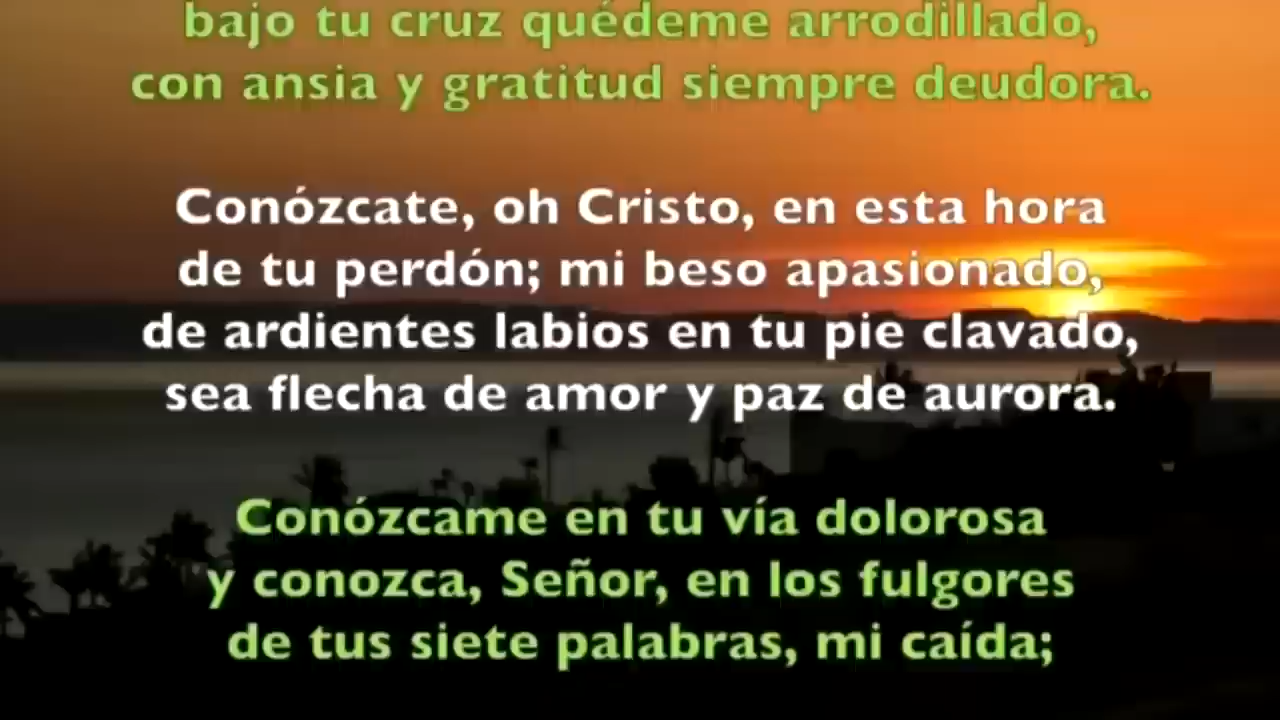 bajo tu cruz quédeme arrodillado,
con ansia y gratitud siempre deudora.
Conózcate, oh Cristo, en esta hora
de tu perdón; mi beso apasionado,
de ardientes labios en tu pie clavado,
sea flecha de amor y paz de aurora.
Conózcame en tu vía dolorosa
y conozca, Señor, en los fulgores
de tus siete palabras, mi caída;